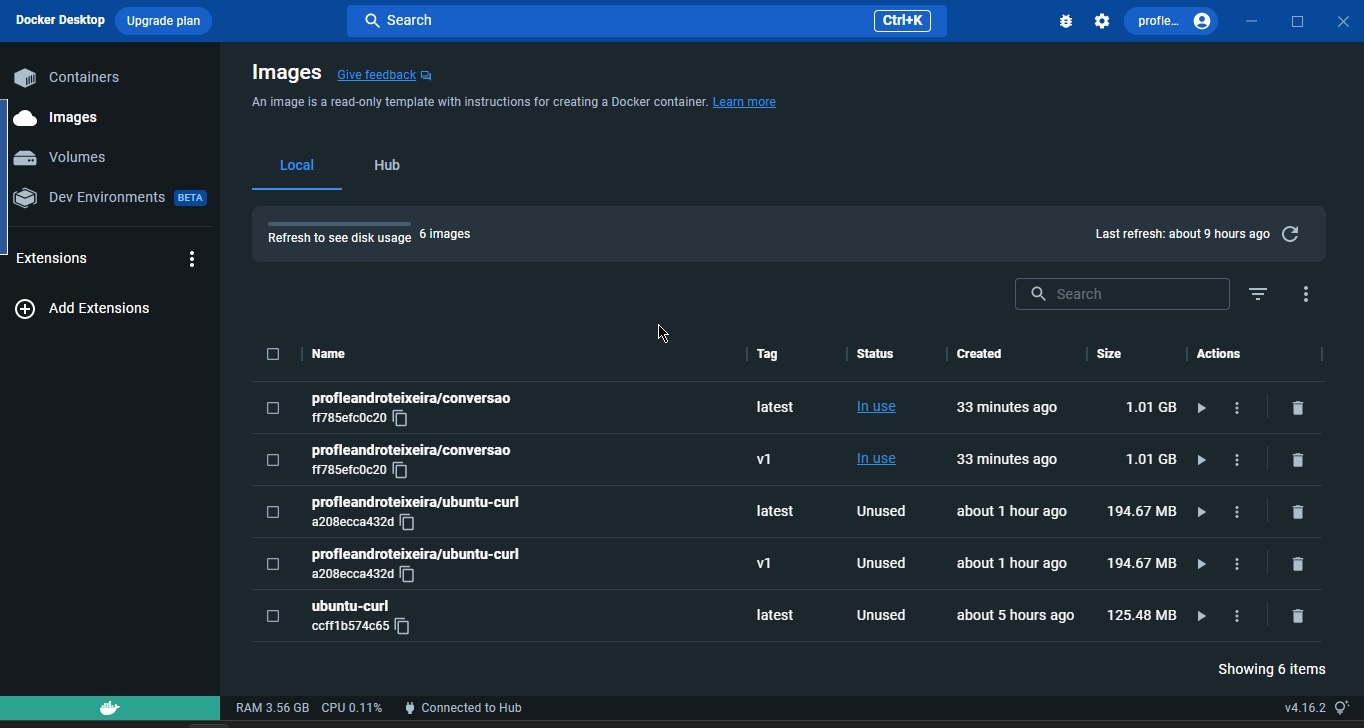 Docker Desktop Upgrade plan Search Ctrl+K profle...
Containers
Images
Volumes
Dev Environments BETA
Extensions
Add Extensions
Images Give feedback
An image is a read-only template with instructions for creating a Docker container. Learn more
Local Hub
Refresh to see disk usage 6 images Last refresh: about 9 hours ago
Search
Name Tag Status Created Size Actions
profleandroteixeira/conversao
ff785efc0c20
latest In use 33 minutes ago 1.01 GB
profleandroteixeira/conversao
ff785efc0c20
v1 In use 33 minutes ago 1.01 GB
profleandroteixeira/ubuntu-curl
a208ecca432d
latest Unused about 1 hour ago 194.67 MB
profleandroteixeira/ubuntu-curl
a208ecca432d
v1 Unused about 1 hour ago 194.67 MB
ubuntu-curl
ccff1b574c65
latest Unused about 5 hours ago 125.48 MB
Showing 6 items
RAM 3.56 GB CPU 0.11% Connected to Hub v4.16.2